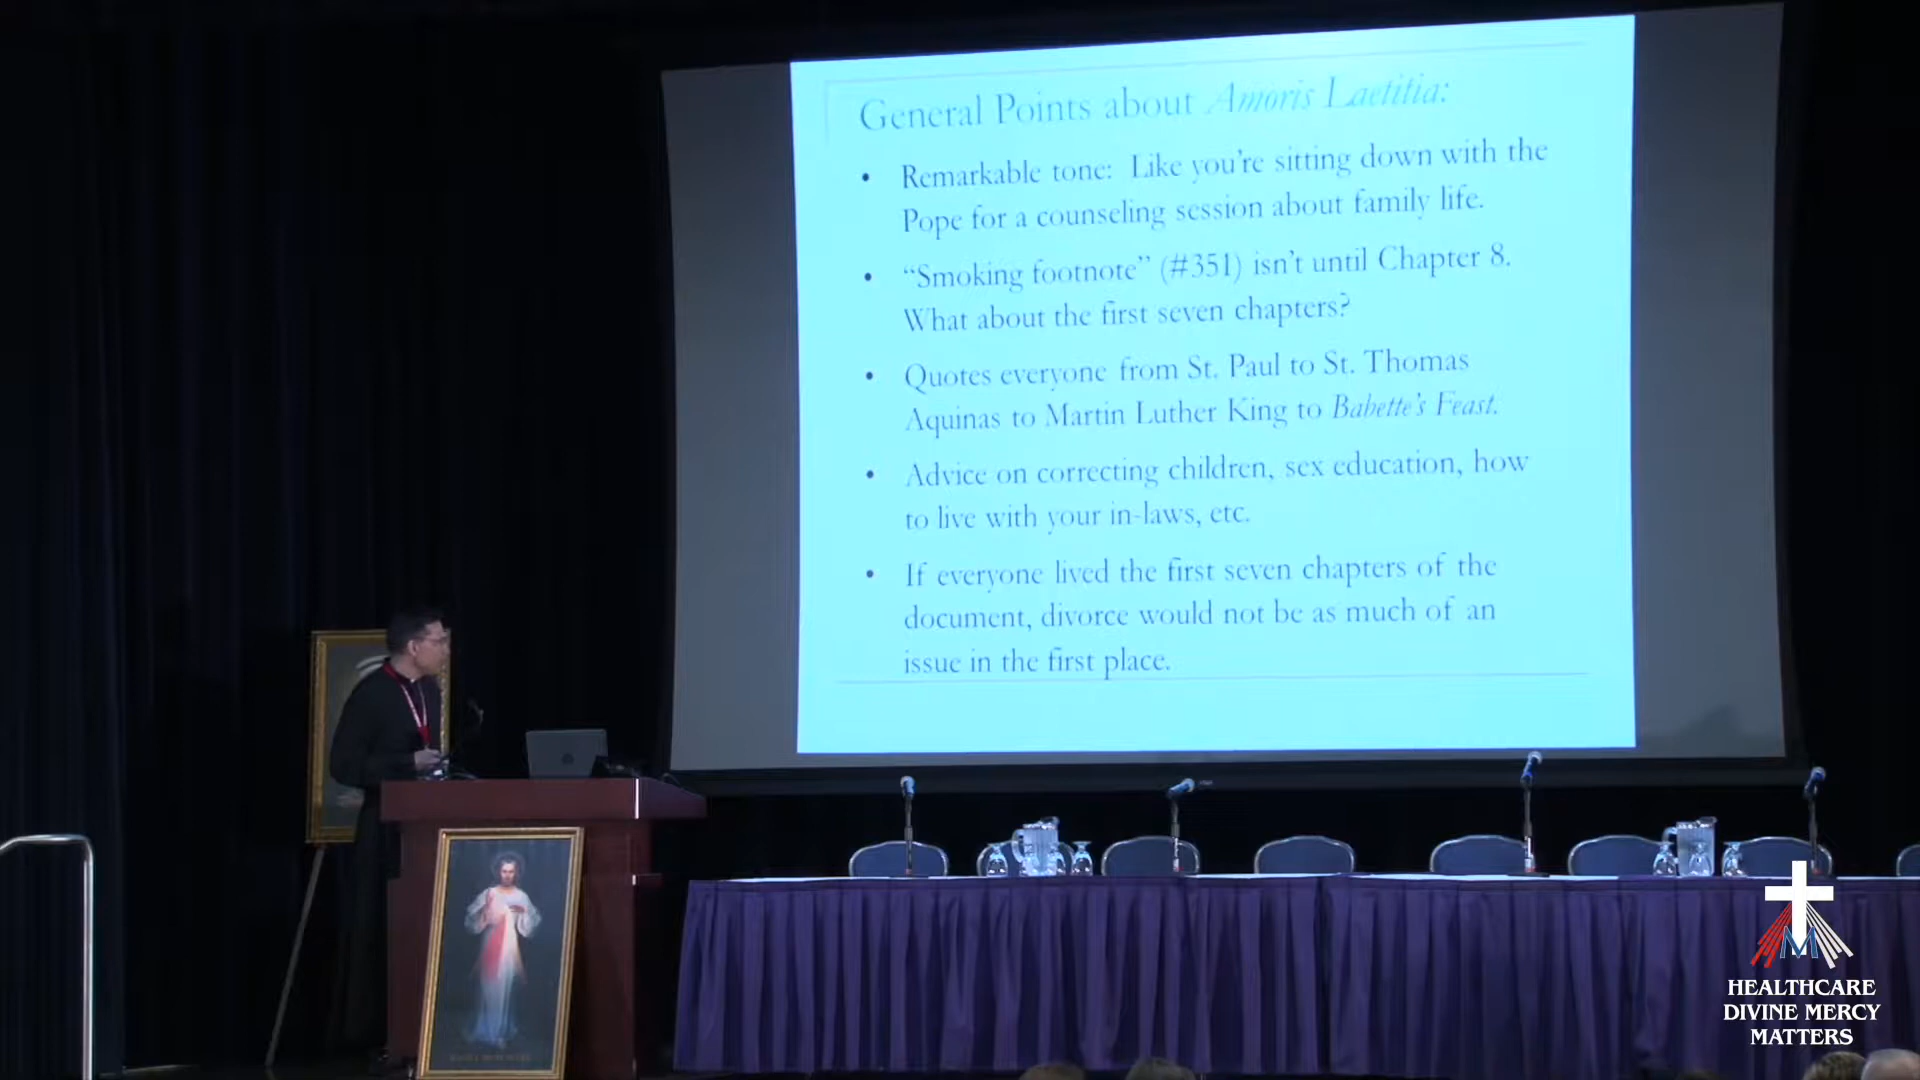 General Points about Amoris Laetitia:
• Remarkable tone: Like you're sitting down with the
Pope for a counseling session about family life.
• “Smoking footnote” (#351) isn't until Chapter 8.
What about the first seven chapters?
• Quotes everyone from St. Paul to St. Thomas
Aquinas to Martin Luther King to Babette's Feast.
• Advice on correcting children, sex education, how
to live with your in-laws, etc.
• If everyone lived the first seven chapters of the
document, divorce would not be as much of an
issue in the first place.
M
HEALTHCARE
DIVINE MERCY
MATTERS